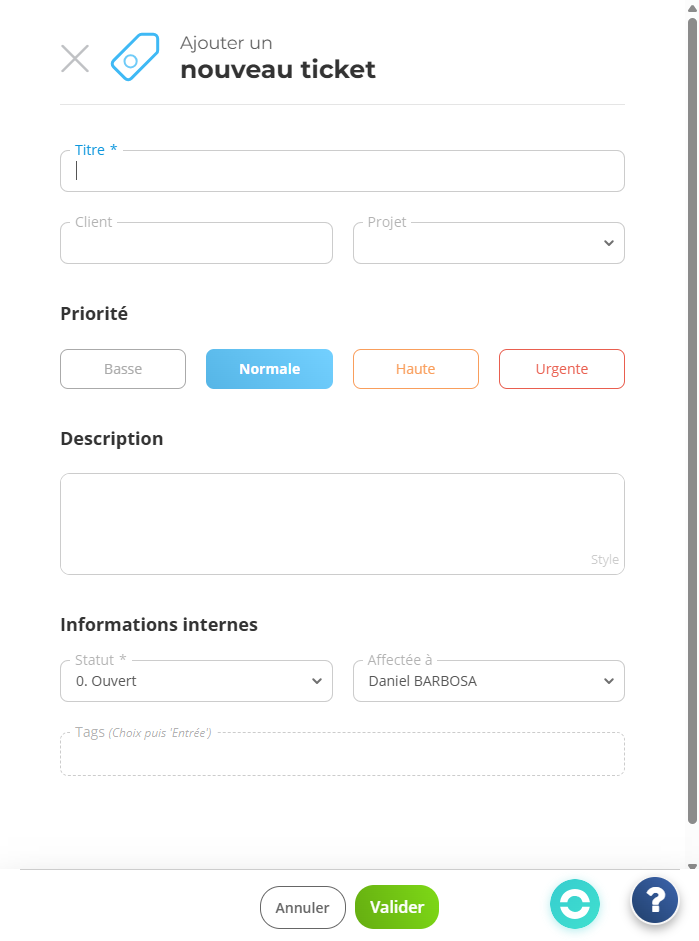 Ajouter un
nouveau ticket
Titre *
Client
Projet
Priorité
Basse
Normale
Haute
Urgente
Description
Style
Informations internes
Statut *
0. Ouvert
Affectée à
Daniel BARBOSA
Tags (Choix puis 'Entrée')
Annuler
Valider
?